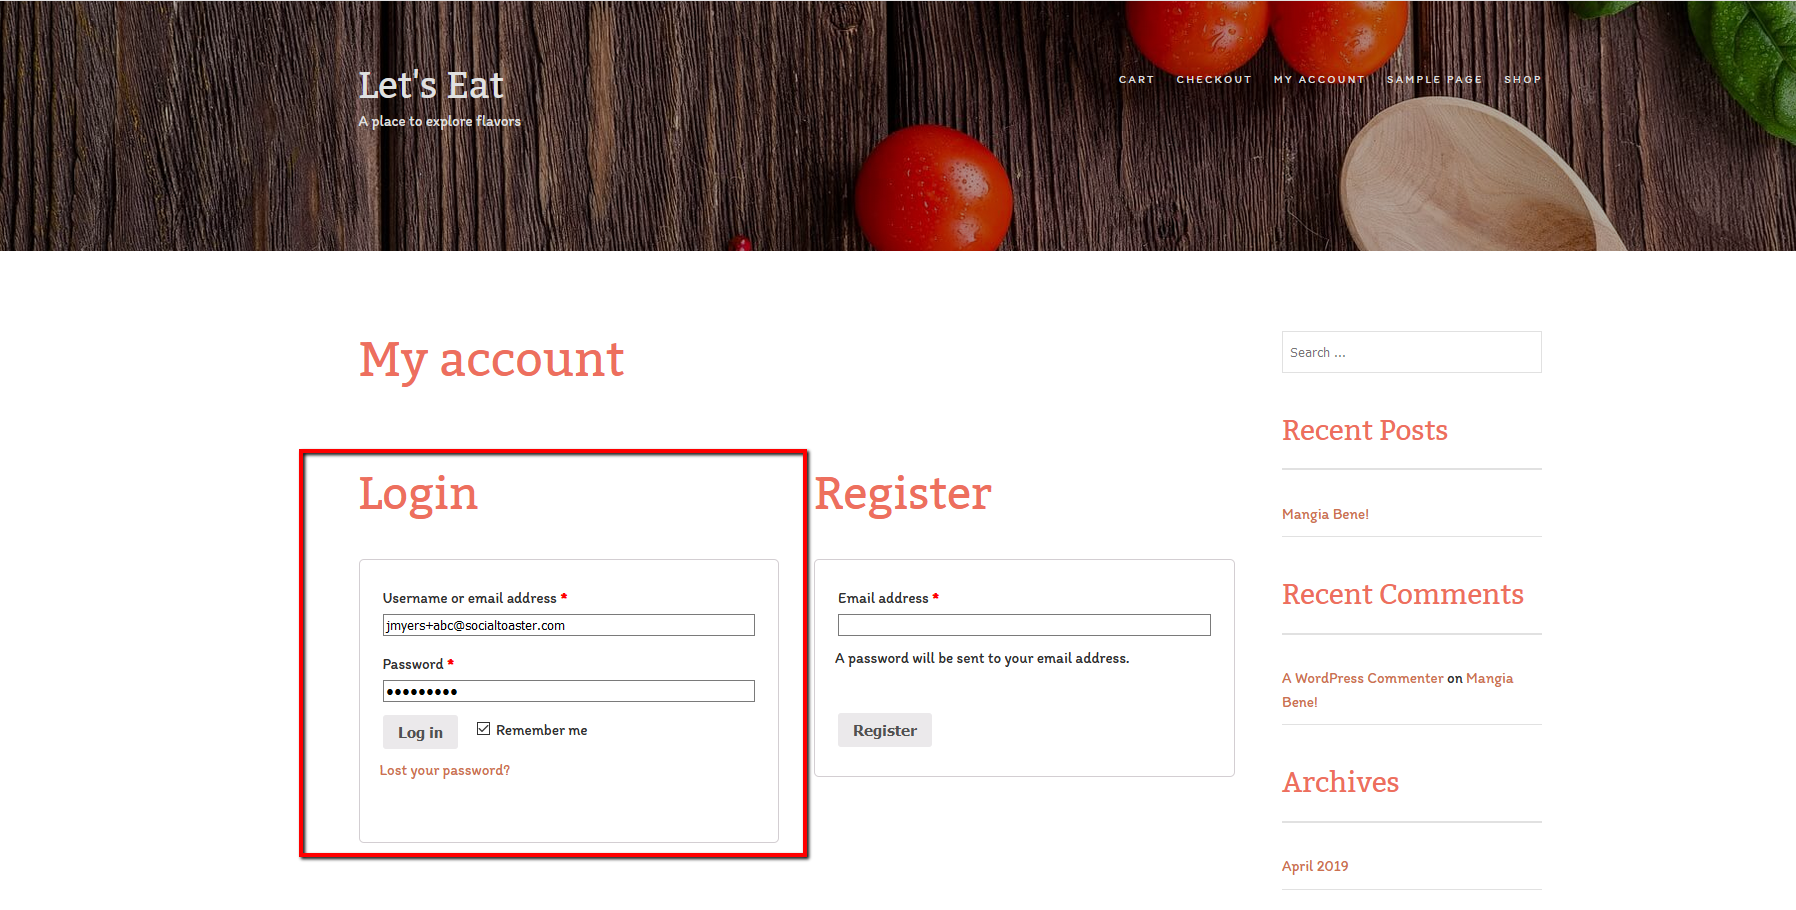 Let's Eat
A place to explore flavors
CART CHECKOUT MY ACCOUNT SAMPLE PAGE SHOP
My account
Login
Username or email address *
jmyers+abc@socialtoaster.com
Password *
•••••••••
Log in Remember me
Lost your password?
Register
Email address *
A password will be sent to your email address.
Register
Search ...
Recent Posts
Mangia Bene!
Recent Comments
A WordPress Commenter on Mangia
Bene!
Archives
April 2019